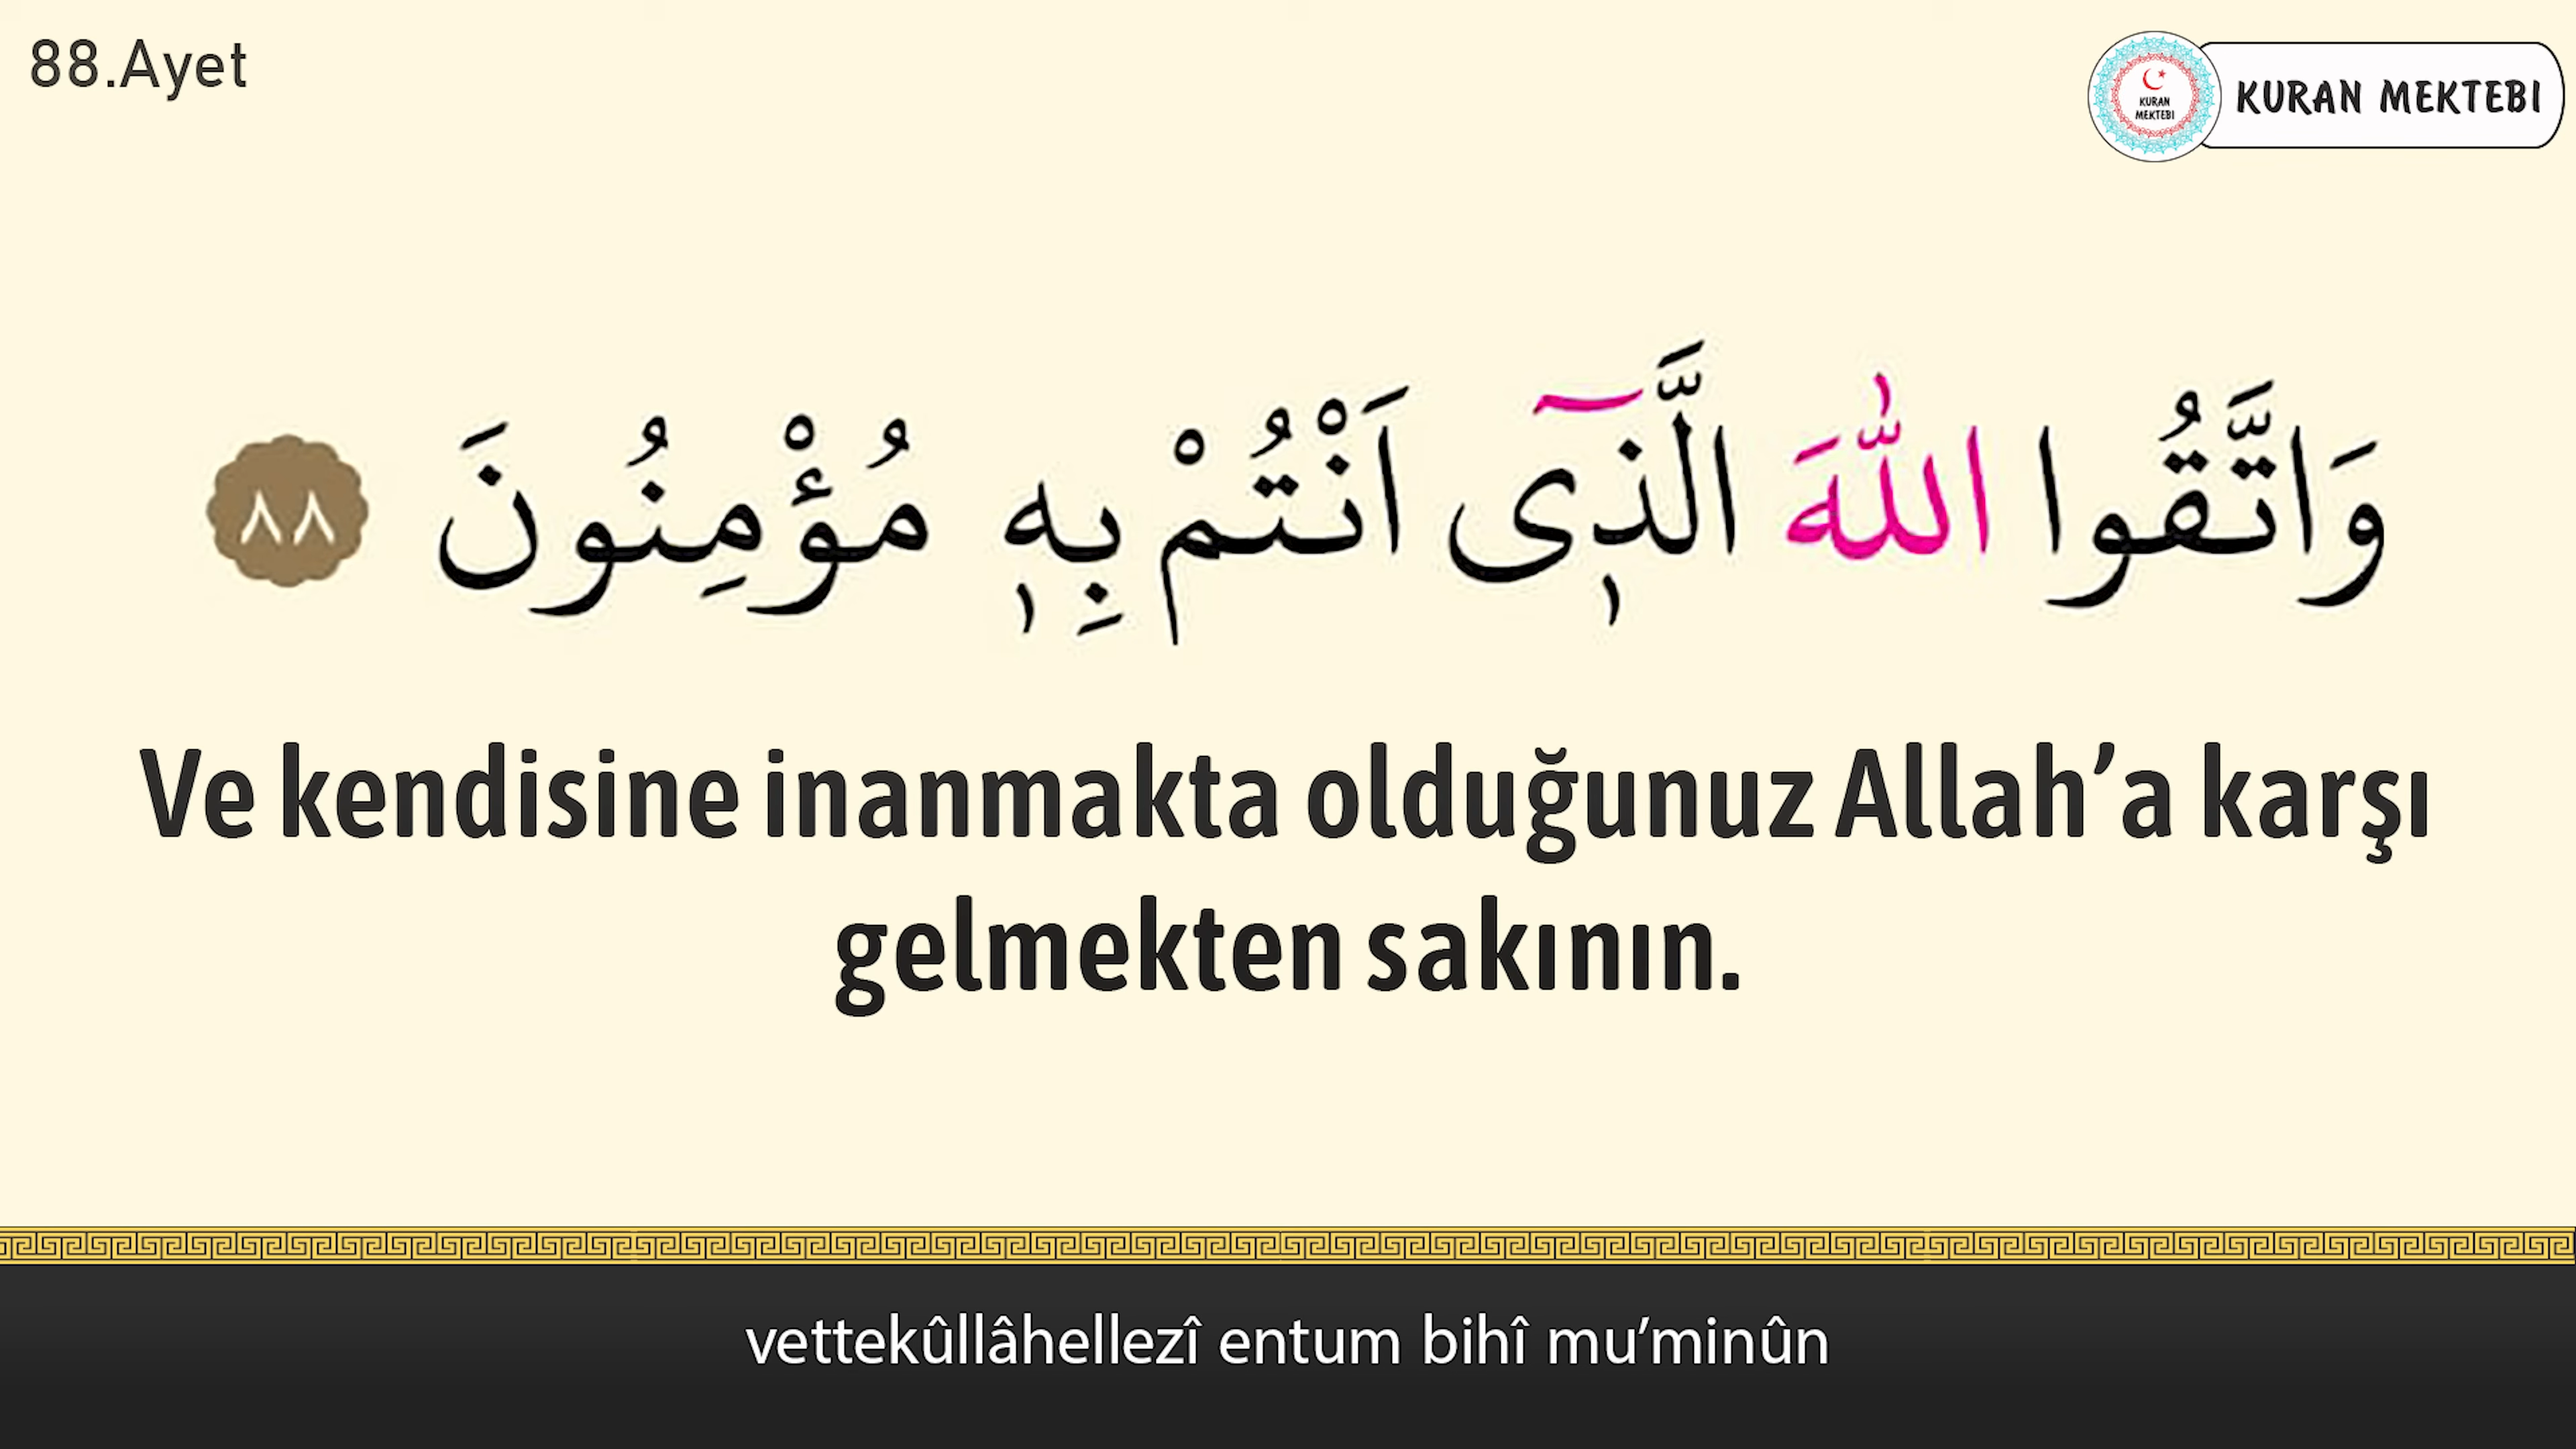 88.Ayet
KURAN
MEKTEBI
KURAN MEKTEBI
وَاتَّقُوا اللّٰهَ الَّذ۪ٓى اَنْتُمْ بِه۪ مُؤْمِنُونَ ٨٨
Ve kendisine inanmakta olduğunuz Allah’a karşı
gelmekten sakının.
vettekûllâhellezî entum bihî mu’minûn